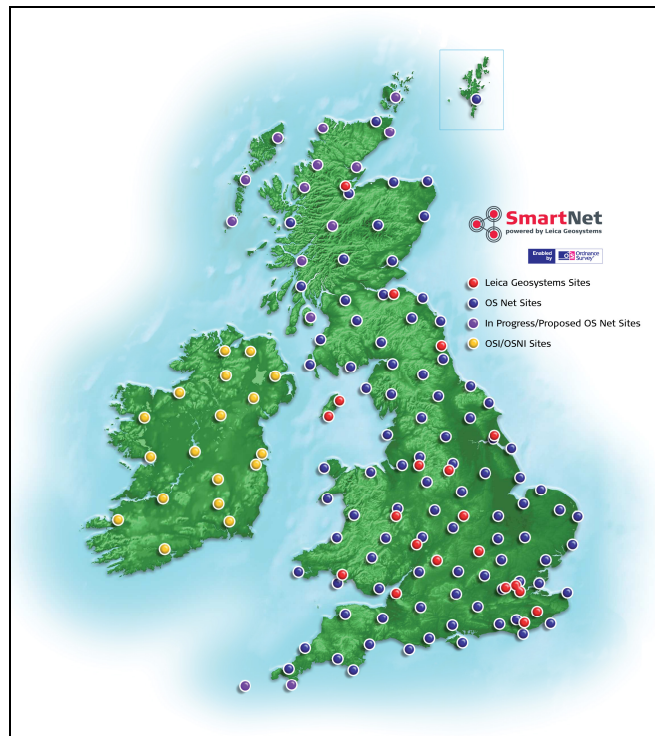 SmartNet
powered by Leica Geosystems
Enabled by
OS Ordnance Survey
Leica Geosystems Sites
OS Net Sites
In Progress/Proposed OS Net Sites
OSI/OSNI Sites